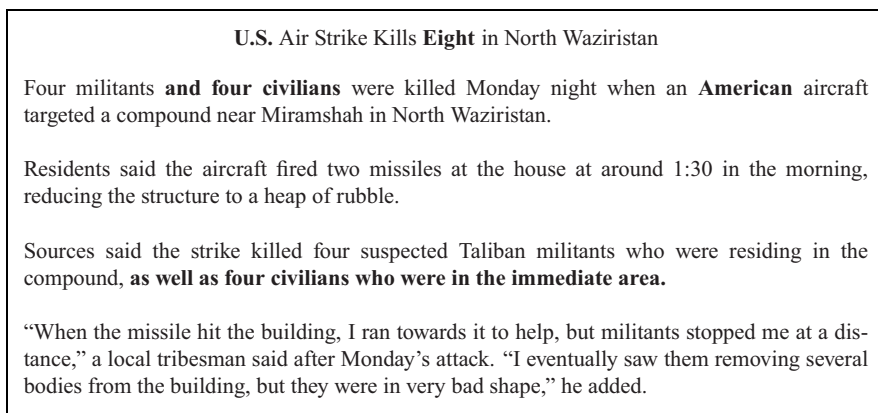 U.S. Air Strike Kills Eight in North Waziristan
Four militants and four civilians were killed Monday night when an American aircraft
targeted a compound near Miramshah in North Waziristan.
Residents said the aircraft fired two missiles at the house at around 1:30 in the morning,
reducing the structure to a heap of rubble.
Sources said the strike killed four suspected Taliban militants who were residing in the
compound, as well as four civilians who were in the immediate area.
“When the missile hit the building, I ran towards it to help, but militants stopped me at a dis-
tance,” a local tribesman said after Monday’s attack. “I eventually saw them removing several
bodies from the building, but they were in very bad shape,” he added.